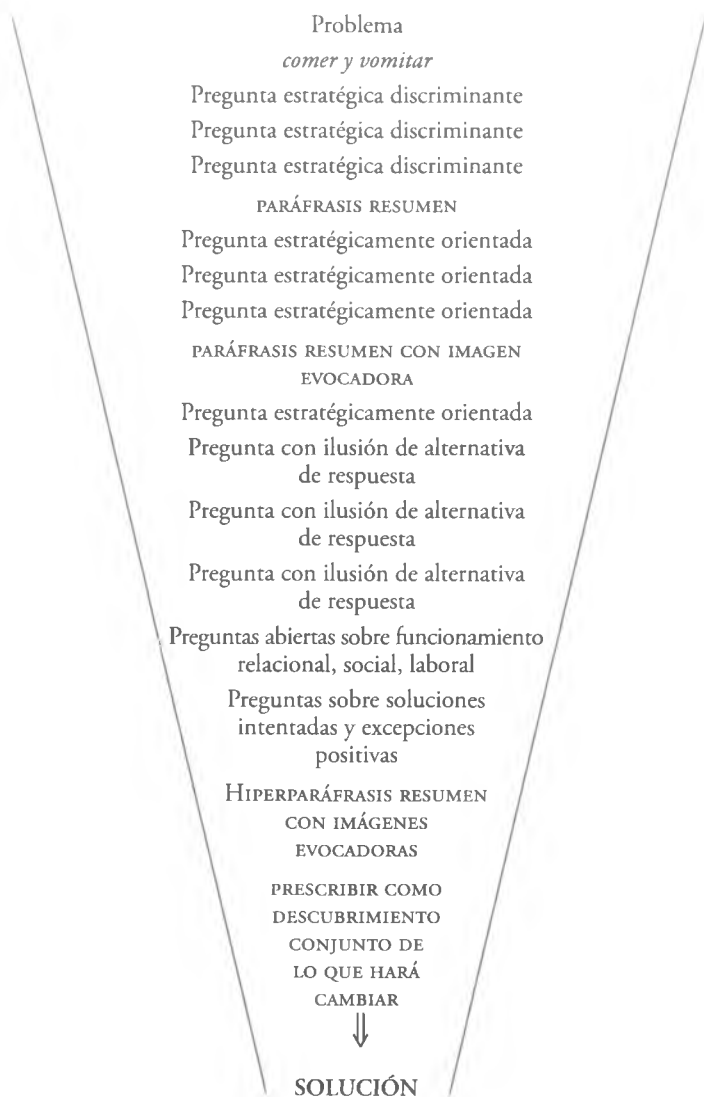 Problema
comer y vomitar
Pregunta estratégica discriminante
Pregunta estratégica discriminante
Pregunta estratégica discriminante
PARÁFRASIS RESUMEN
Pregunta estratégicamente orientada
Pregunta estratégicamente orientada
Pregunta estratégicamente orientada
PARÁFRASIS RESUMEN CON IMAGEN
EVOCADORA
Pregunta estratégicamente orientada
Pregunta con ilusión de alternativa
de respuesta
Pregunta con ilusión de alternativa
de respuesta
Pregunta con ilusión de alternativa
de respuesta
Preguntas abiertas sobre funcionamiento
relacional, social, laboral
Preguntas sobre soluciones
intentadas y excepciones
positivas
HIPERPARÁFRASIS RESUMEN
CON IMÁGENES
EVOCADORAS
PRESCRIBIR COMO
DESCUBRIMIENTO
CONJUNTO DE
LO QUE HARÁ
CAMBIAR
⇓
SOLUCIÓN